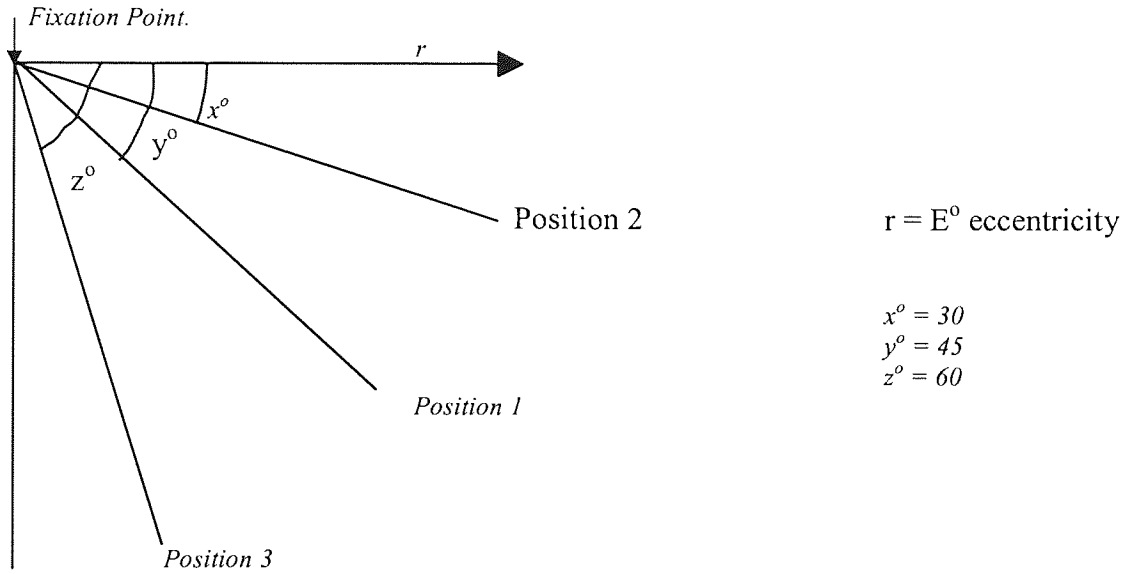 Fixation Point.
r
x°
y°
z°
Position 2
r = E° eccentricity
x° = 30
y° = 45
z° = 60
Position 1
Position 3